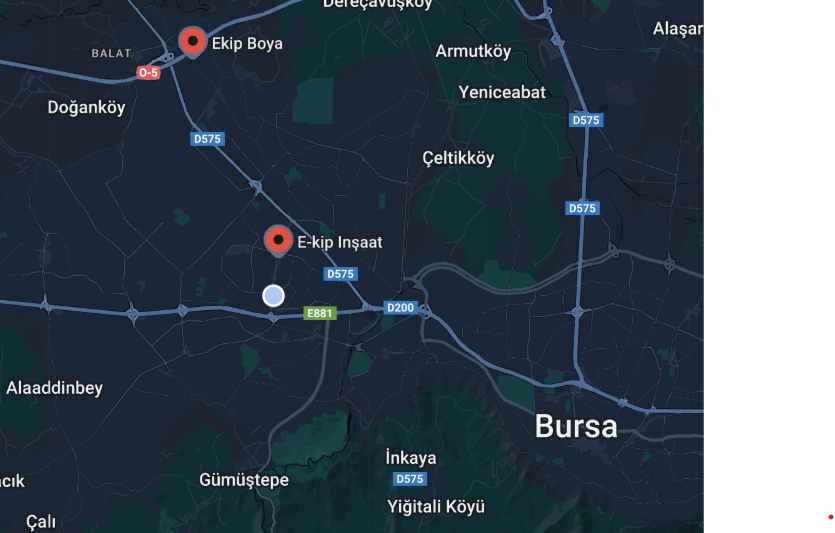 Dereçavuşköy
Alaşar
Ekip Boya
BALAT
Armutköy
O-5
Yeniceabat
Doğanköy
D575
D575
Çeltikköy
D575
E-kip Inşaat
D575
D200
E881
Alaaddinbey
Bursa
İnkaya
Gümüştepe
D575
acık
Yiğitali Köyü
Çalı